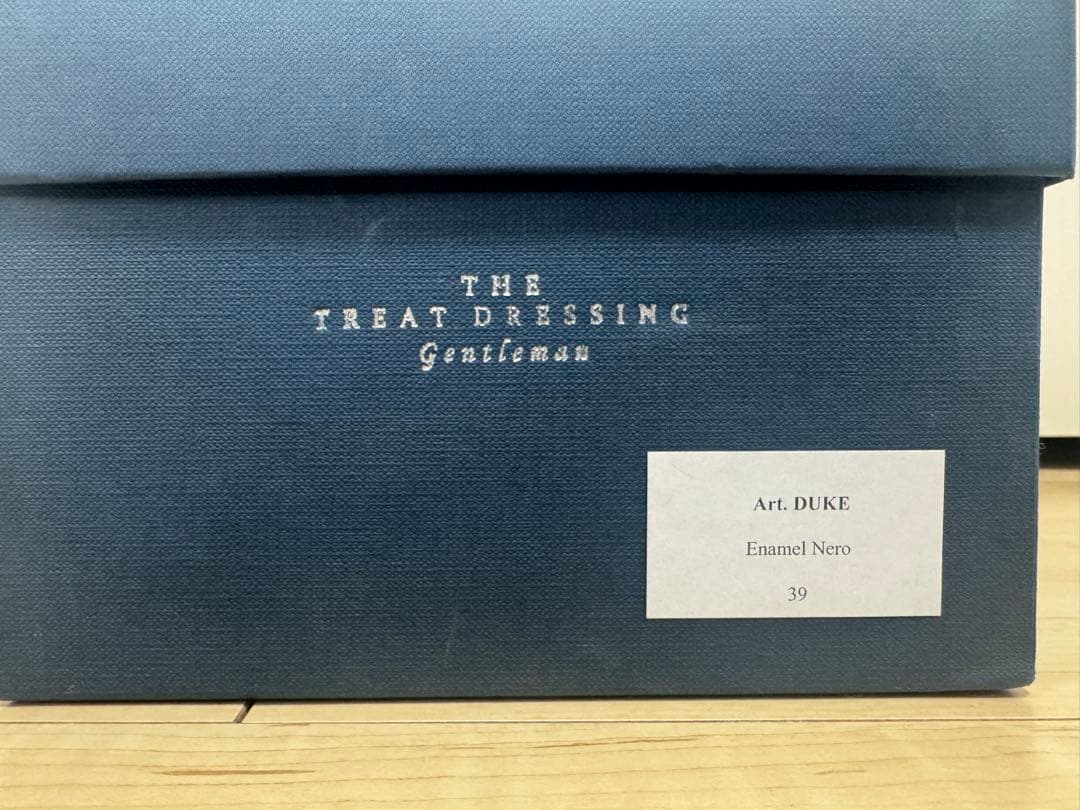 THE
TREAT DRESSING
Gentleman
Art. DUKE
Enamel Nero
39